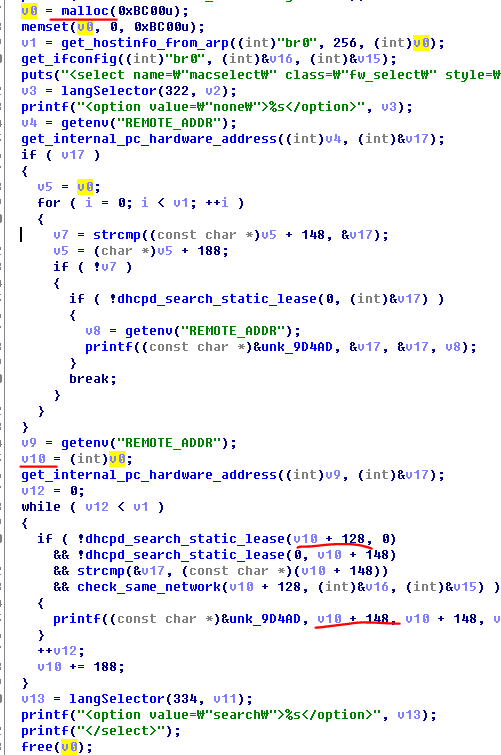 v0 = malloc(0xBC00u);
memset(v0, 0, 0xBC00u);
v1 = get_hostinfo_from_arp((int)"br0", 256, (int)v0);
get_ifconfig((int)"br0", (int)&v16, (int)&v15);
puts("<select name=₩"macselect₩" class=₩"fw_select₩" style=₩
v3 = langSelector(322, v2);
printf("<option value=₩"none₩">%s</option>", v3);
v4 = getenv("REMOTE_ADDR");
get_internal_pc_hardware_address((int)v4, (int)&v17);
if ( v17 )
{
v5 = v0;
for ( i = 0; i < v1; ++i )
{
v7 = strcmp((const char *)v5 + 148, &v17);
v5 = (char *)v5 + 188;
if ( !v7 )
{
if ( !dhcpd_search_static_lease(0, (int)&v17) )
{
v8 = getenv("REMOTE_ADDR");
printf((const char *)&unk_9D4AD, &v17, &v17, v8);
}
break;
}
}
}
v9 = getenv("REMOTE_ADDR");
v10 = (int)v0;
get_internal_pc_hardware_address((int)v9, (int)&v17);
v12 = 0;
while ( v12 < v1 )
{
if ( !dhcpd_search_static_lease(v10 + 128, 0)
&& !dhcpd_search_static_lease(0, v10 + 148)
&& strcmp(&v17, (const char *)(v10 + 148))
&& check_same_network(v10 + 128, (int)&v16, (int)&v15) )
{
printf((const char *)&unk_9D4AD, v10 + 148, v10 + 148, v
}
++v12;
v10 += 188;
}
v13 = langSelector(334, v11);
printf("<option value=₩"search₩">%s</option>", v13);
printf("</select>");
free(v0);